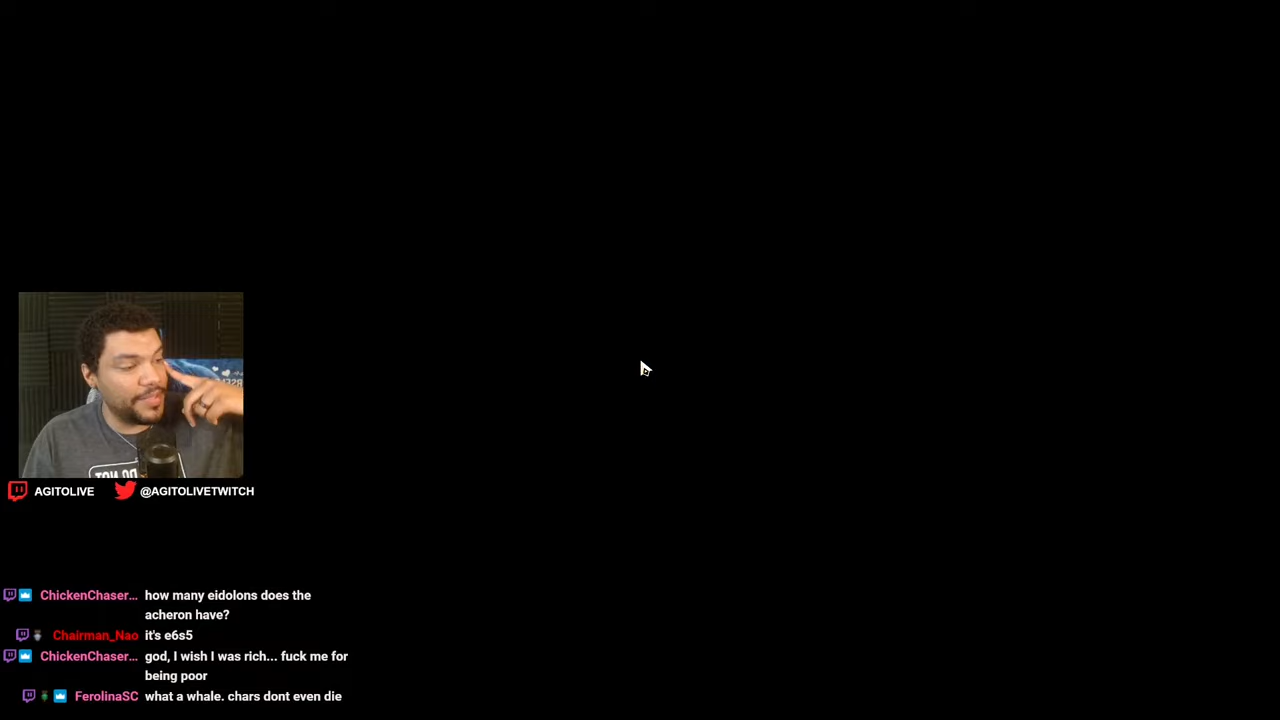 AGITOLIVE @AGITOLIVETWITCH
ChickenChaser... how many eidolons does the
acheron have?
Chairman_Nao it's e6s5
ChickenChaser... god, I wish I was rich... fuck me for
being poor
FerolinaSC what a whale. chars dont even die